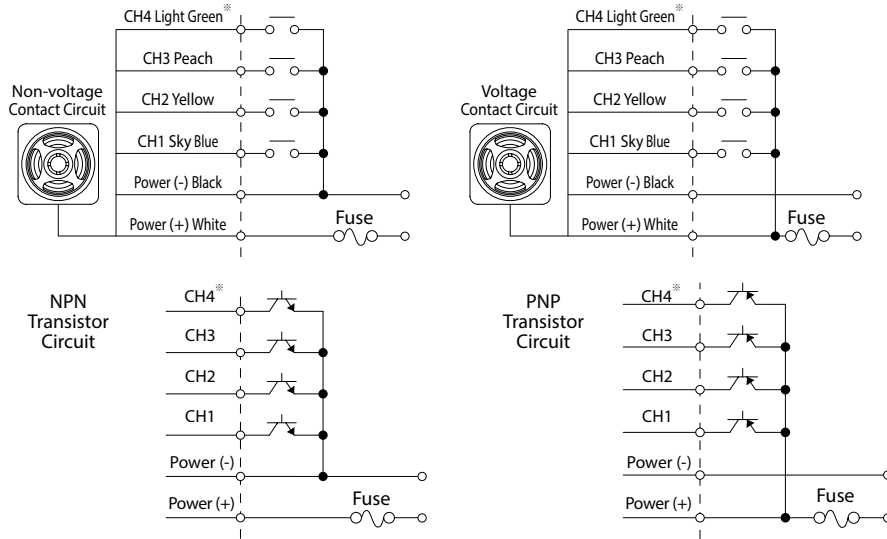 CH4 Light Green※
CH3 Peach
Non-voltage
Contact Circuit
CH2 Yellow
CH1 Sky Blue
Power (-) Black
Power (+) White
Fuse
CH4 Light Green※
CH3 Peach
Voltage
Contact Circuit
CH2 Yellow
CH1 Sky Blue
Power (-) Black
Power (+) White
Fuse
NPN
Transistor
Circuit
CH4※
CH3
CH2
CH1
Power (-)
Power (+)
Fuse
PNP
Transistor
Circuit
CH4※
CH3
CH2
CH1
Power (-)
Power (+)
Fuse